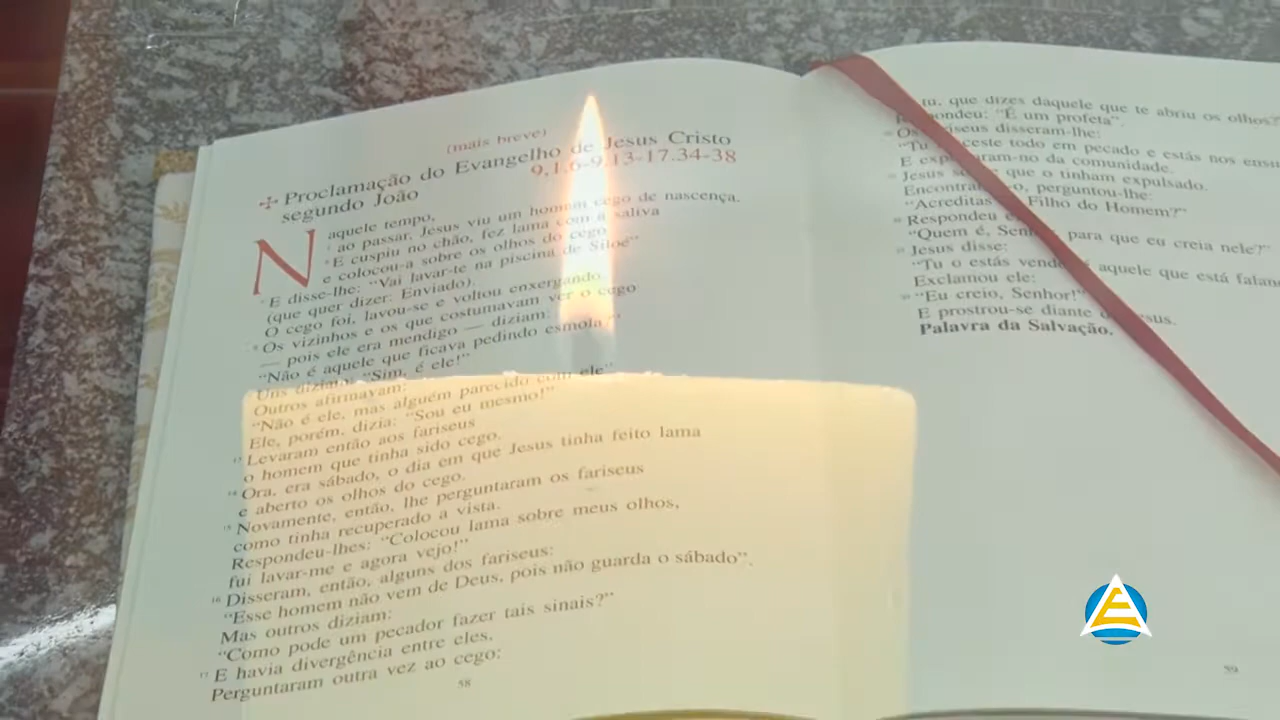 (mais breve)
✠ Proclamação do Evangelho de Jesus Cristo
segundo João 9,1.6-9.13-17.34-38
Naquele tempo,
¹ ao passar, Jesus viu um homem cego de nascença.
⁶ E cuspiu no chão, fez lama com a saliva
e colocou-a sobre os olhos do cego.
⁷ E disse-lhe: “Vai lavar-te na piscina de Siloé”
(que quer dizer: Enviado).
O cego foi, lavou-se e voltou enxergando.
⁸ Os vizinhos e os que costumavam ver o cego
— pois ele era mendigo — diziam:
“Não é aquele que ficava pedindo esmola?”
⁹ Uns diziam: “Sim, é ele!”
Outros afirmavam:
“Não é ele, mas alguém parecido com ele”.
Ele, porém, dizia: “Sou eu mesmo!”
¹³ Levaram então aos fariseus
o homem que tinha sido cego.
¹⁴ Ora, era sábado, o dia em que Jesus tinha feito lama
e aberto os olhos do cego.
¹⁵ Novamente, então, lhe perguntaram os fariseus
como tinha recuperado a vista.
Respondeu-lhes: “Colocou lama sobre meus olhos,
fui lavar-me e agora vejo!”
¹⁶ Disseram, então, alguns dos fariseus:
“Esse homem não vem de Deus, pois não guarda o sábado”.
Mas outros diziam:
“Como pode um pecador fazer tais sinais?”
¹⁷ E havia divergência entre eles.
Perguntaram outra vez ao cego:
58
tu, que dizes daquele que te abriu os olhos?
Respondeu: “É um profeta”.
Os fariseus disseram-lhe:
“Tu nasceste todo em pecado e estás nos
E expulsaram-no da comunidade.
Jesus soube que o tinham expulsado.
Encontrando-o, perguntou-lhe:
“Acreditas no Filho do Homem?”
Respondeu ele:
“Quem é, Senhor, para que eu creia nele?”
Jesus disse:
“Tu o estás vendo; é aquele que está
Exclamou ele:
“Eu creio, Senhor!”
E prostrou-se diante de Jesus.
Palavra da Salvação.
59
E